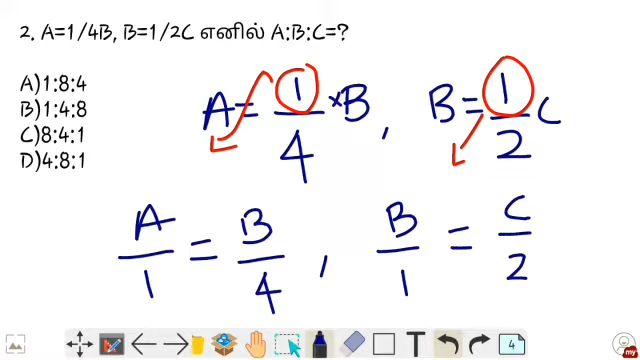 2. A=1/4B, B=1/2C எனில் A:B:C=?
A)1:8:4
B)1:4:8
C)8:4:1
D)4:8:1
A = 1/4 × B , B = 1/2 C
A/1 = B/4 , B/1 = C/2
T 4
my